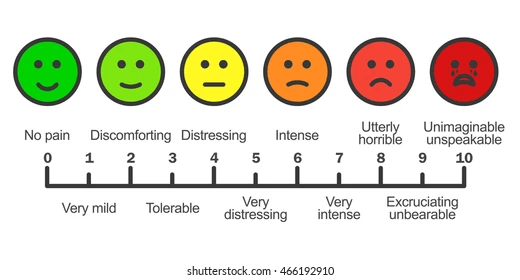 No pain Discomforting Distressing Intense Utterly horrible Unimaginable unspeakable
0 1 2 3 4 5 6 7 8 9 10
Very mild Tolerable Very distressing Very intense Excruciating unbearable
shutterstock.com · 466192910